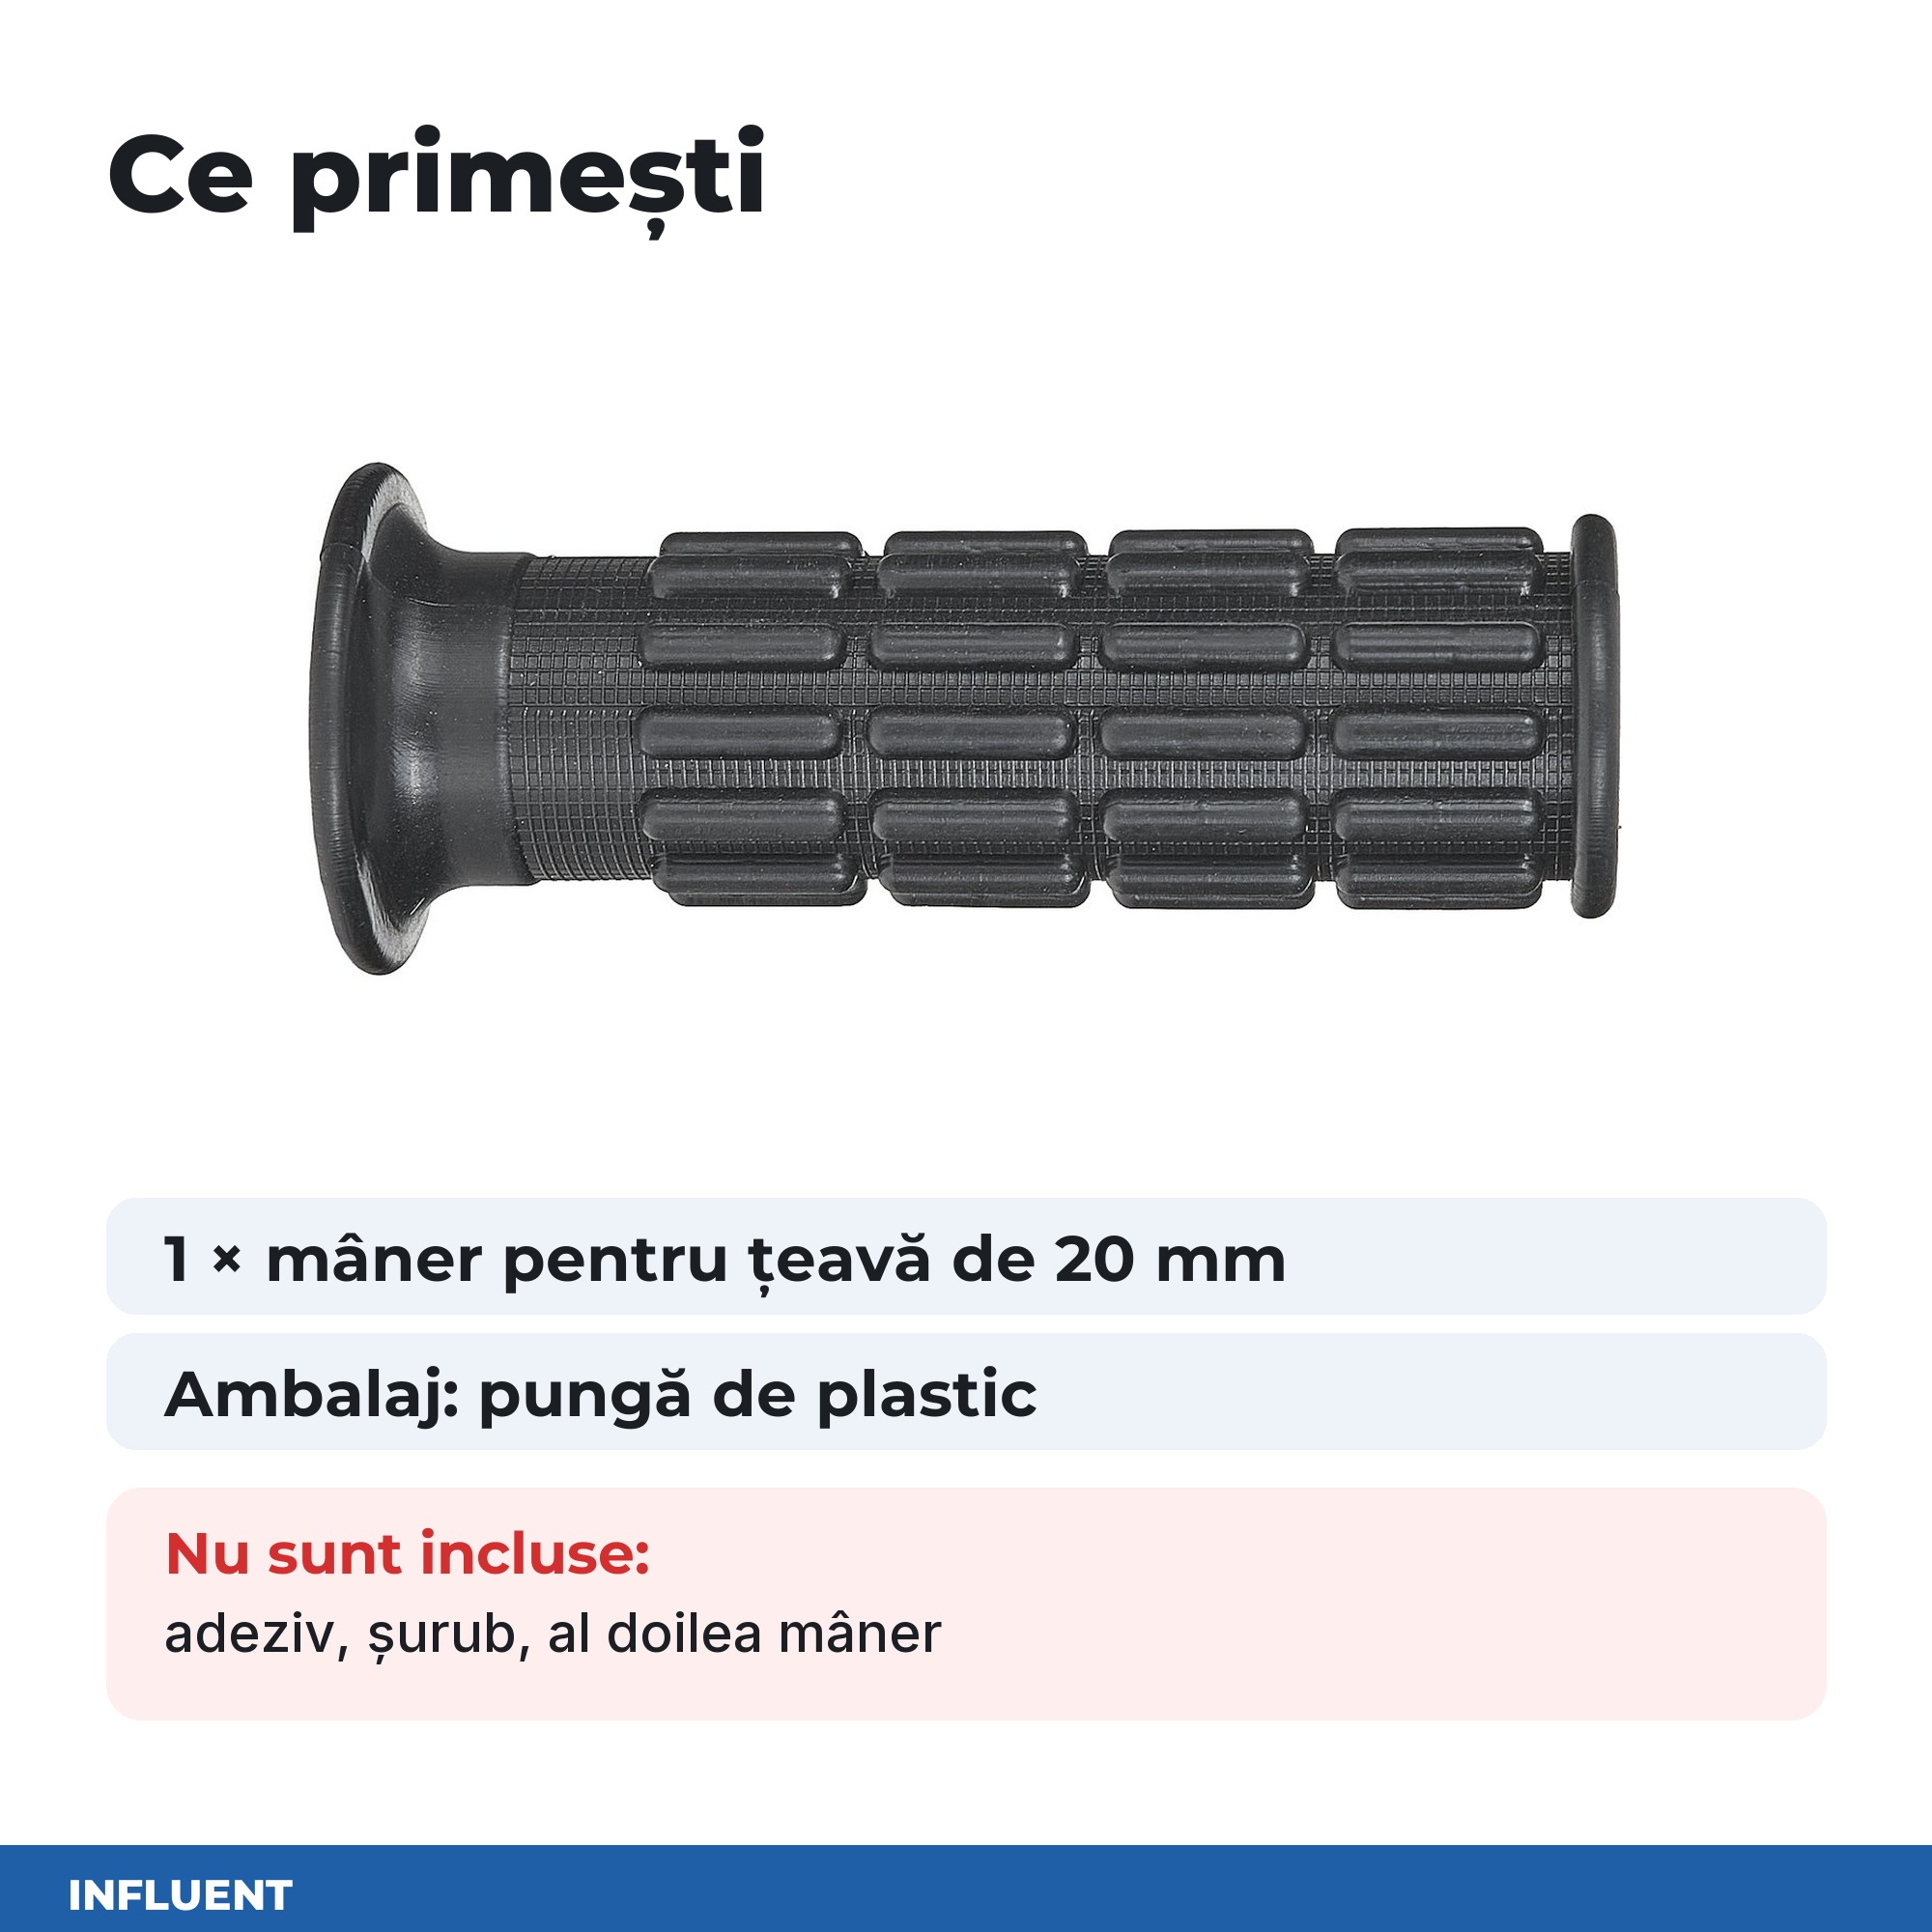 Ce primești
1 × mâner pentru țeavă de 20 mm
Ambalaj: pungă de plastic
Nu sunt incluse:
adeziv, șurub, al doilea mâner
INFLUENT